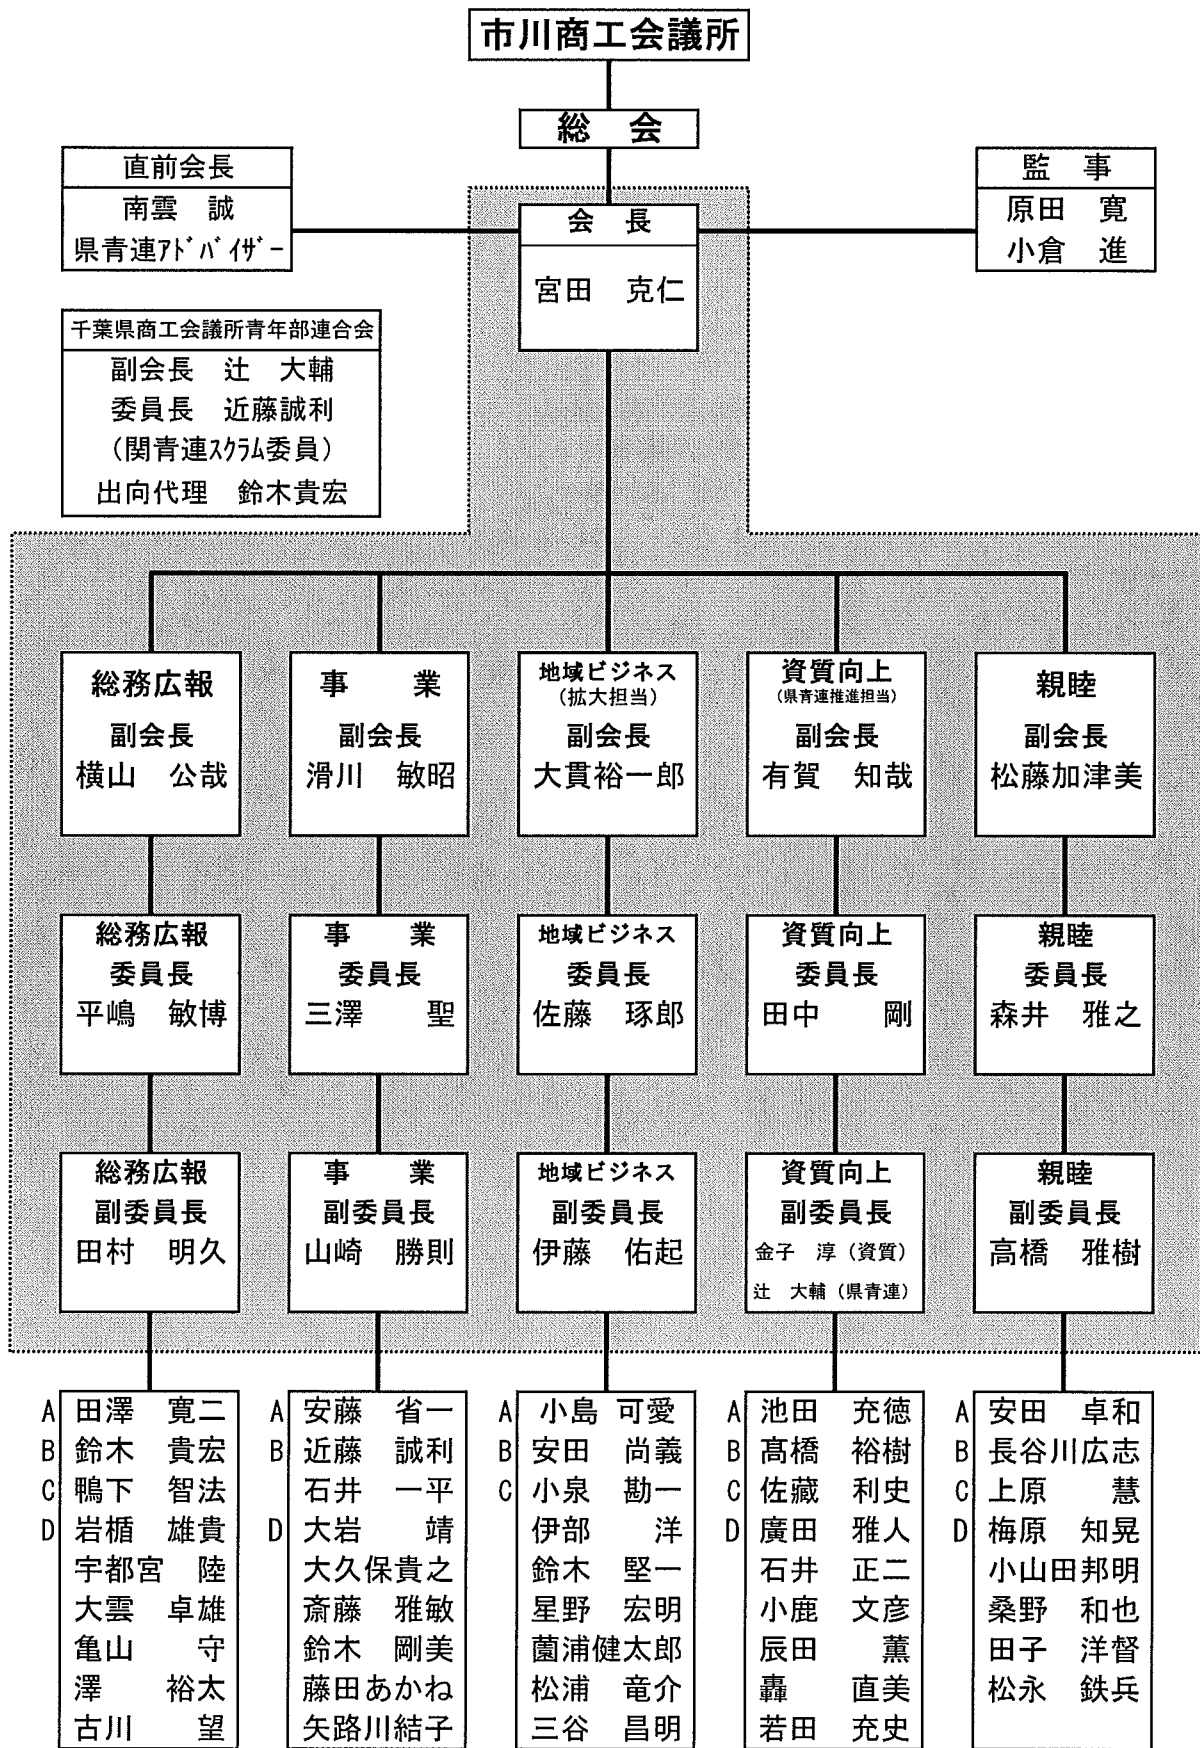 市川商工会議所
総　会
直前会長
南雲　誠
県青連ｱﾄﾞﾊﾞｲｻﾞｰ
監　事
原田　寛
小倉　進
会　長
宮田　克仁
千葉県商工会議所青年部連合会
副会長　辻　大輔
委員長　近藤誠利
(関青連ｽｸﾗﾑ委員)
出向代理　鈴木貴宏
総務広報
副会長
横山　公哉
事　業
副会長
滑川　敏昭
地域ビジネス
(拡大担当)
副会長
大貫裕一郎
資質向上
(県青連推進担当)
副会長
有賀　知哉
親睦
副会長
松藤加津美
総務広報
委員長
平嶋　敏博
事　業
委員長
三澤　聖
地域ビジネス
委員長
佐藤　琢郎
資質向上
委員長
田中　剛
親睦
委員長
森井　雅之
総務広報
副委員長
田村　明久
事　業
副委員長
山崎　勝則
地域ビジネス
副委員長
伊藤　佑起
資質向上
副委員長
金子　淳(資質)
辻　大輔(県青連)
親睦
副委員長
高橋　雅樹
A 田澤　寛二
B 鈴木　貴宏
C 鴨下　智法
D 岩楯　雄貴
宇都宮　陸
大雲　卓雄
亀山　守
澤　裕太
古川　望
A 安藤　省一
B 近藤　誠利
石井　一平
D 大岩　靖
大久保貴之
斎藤　雅敏
鈴木　剛美
藤田あかね
矢路川結子
A 小島　可愛
B 安田　尚義
C 小泉　勘一
伊部　洋
鈴木　堅一
星野　宏明
薗浦健太郎
松浦　竜介
三谷　昌明
A 池田　充徳
B 髙橋　裕樹
C 佐藏　利史
D 廣田　雅人
石井　正二
小鹿　文彦
辰田　薫
轟　直美
若田　充史
A 安田　卓和
B 長谷川広志
C 上原　慧
D 梅原　知晃
小山田邦明
桑野　和也
田子　洋督
松永　鉄兵